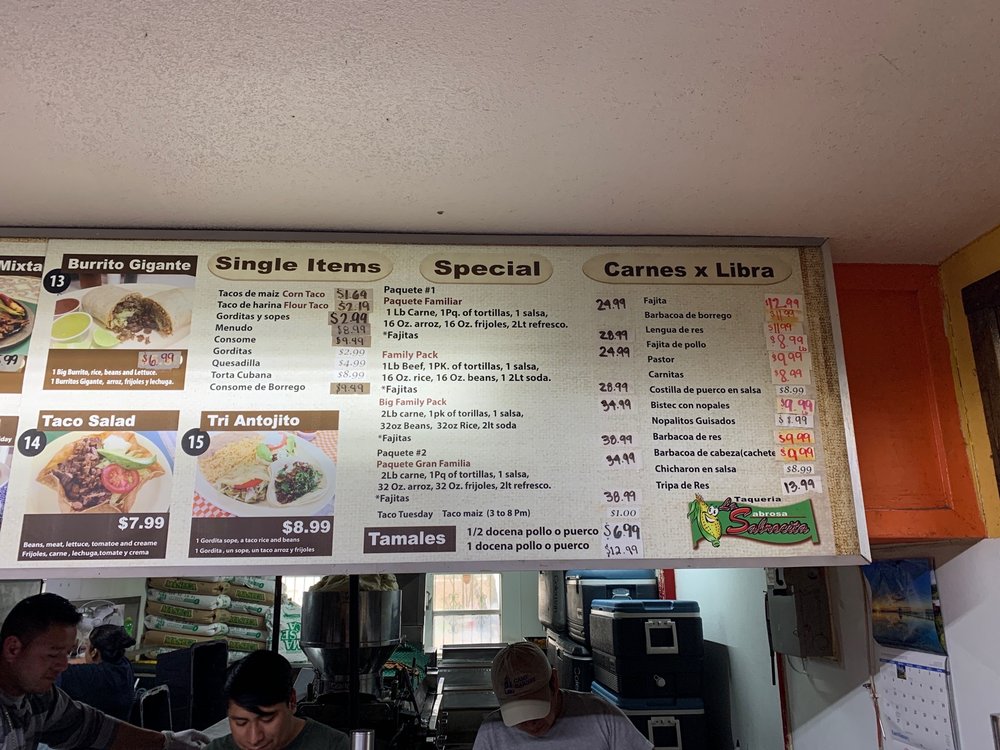 Mixta
.99
13
Burrito Gigante
$6.99
1 Big Burrito, rice, beans and Lettuce.
1 Burritos Gigante, arroz, frijoles y lechuga.
14
Taco Salad
$7.99
Beans, meat, lettuce, tomatoe and creame
Frijoles, carne , lechuga,tomate y crema
15
Tri Antojito
$8.99
1 Gordita sope, a taco rice and beans
1 Gordita , un sope, un taco arroz y frijoles
Single Items
Tacos de maiz Corn Taco $1.69
Taco de harina Flour Taco $2.19
Gorditas y sopes $2.99
Menudo $8.99
Consome $9.99
Gorditas $2.99
Quesadilla $4.99
Torta Cubana $8.99
Consome de Borrego $9.99
Special
Paquete #1
Paquete Familiar 24.99
1 Lb Carne, 1Pq. of tortillas, 1 salsa,
16 Oz. arroz, 16 Oz. frijoles, 2Lt refresco.
*Fajitas 28.99
Family Pack 24.99
1Lb Beef, 1PK. of tortillas, 1 salsa,
16 Oz. rice, 16 Oz. beans, 1 2Lt soda.
*Fajitas 28.99
Big Family Pack 34.99
2Lb carne, 1pk of torillas, 1 salsa,
32oz Beans, 32oz Rice, 2lt soda
*Fajitas 38.99
Paquete #2
Paquete Gran Familia 34.99
2Lb carne, 1Pq of tortillas, 1 salsa,
32 Oz. arroz, 32 Oz. frijoles, 2lt refresco.
*Fajitas 38.99
Taco Tuesday Taco maiz (3 to 8 Pm) $1.00
Tamales
1/2 docena pollo o puerco $6.99
1 docena pollo o puerco $12.99
Carnes x Libra
Fajita 12.99
Barbacoa de borrego $11.99
Lengua de res $11.99
Fajita de pollo $8.99 Lb
Pastor $9.99
Carnitas $8.99
Costilla de puerco en salsa $8.99
Bistec con nopales $9.99
Nopalitos Guisados $8.99
Barbacoa de res $9.99
Barbacoa de cabeza(cachete $9.99
Chicharon en salsa $8.99
Tripa de Res 13.99
Taqueria
La Sabrosa
Sabrosita